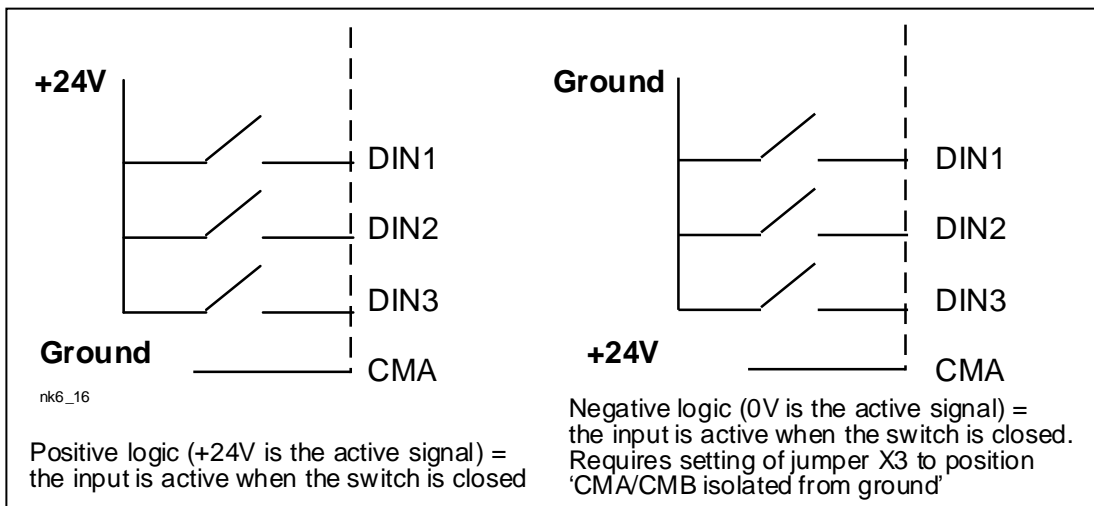 +24V
DIN1
DIN2
DIN3
Ground
CMA
nk6_16
Positive logic (+24V is the active signal) =
the input is active when the switch is closed
Ground
DIN1
DIN2
DIN3
+24V
CMA
Negative logic (0V is the active signal) =
the input is active when the switch is closed.
Requires setting of jumper X3 to position
‘CMA/CMB isolated from ground’